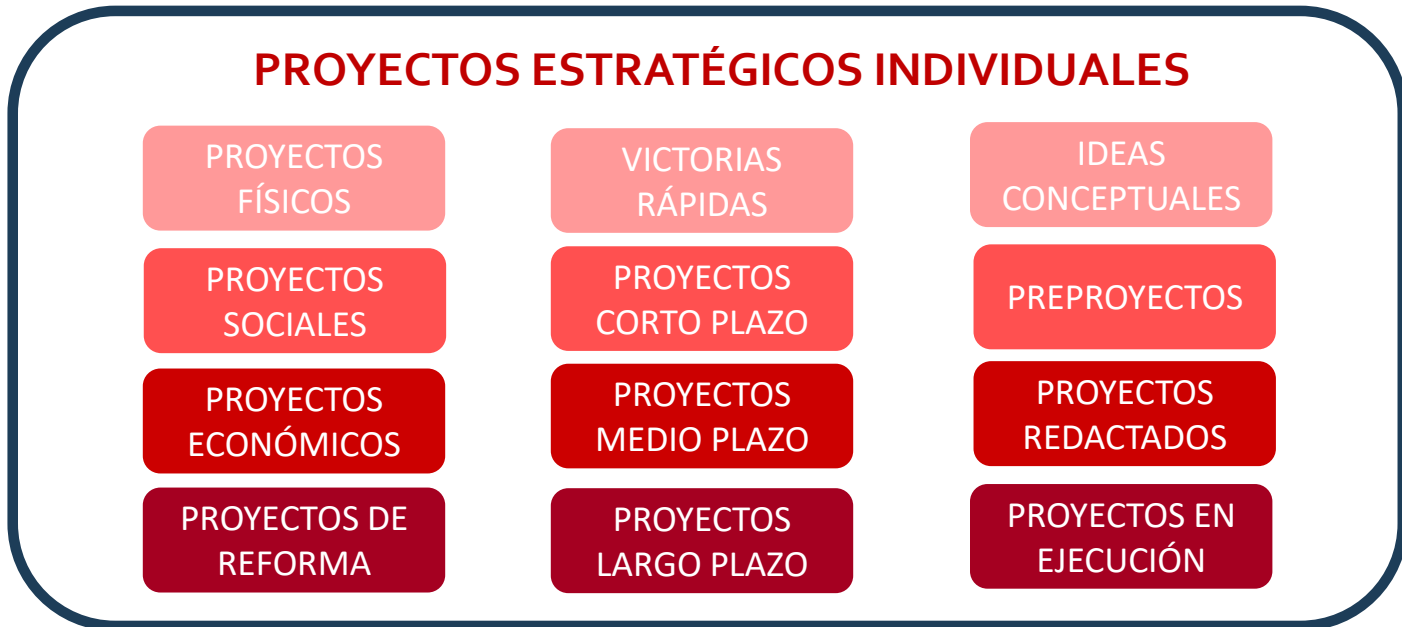 PROYECTOS ESTRATÉGICOS INDIVIDUALES
PROYECTOS
FÍSICOS
VICTORIAS
RÁPIDAS
IDEAS
CONCEPTUALES
PROYECTOS
SOCIALES
PROYECTOS
CORTO PLAZO
PREPROYECTOS
PROYECTOS
ECONÓMICOS
PROYECTOS
MEDIO PLAZO
PROYECTOS
REDACTADOS
PROYECTOS DE
REFORMA
PROYECTOS
LARGO PLAZO
PROYECTOS EN
EJECUCIÓN